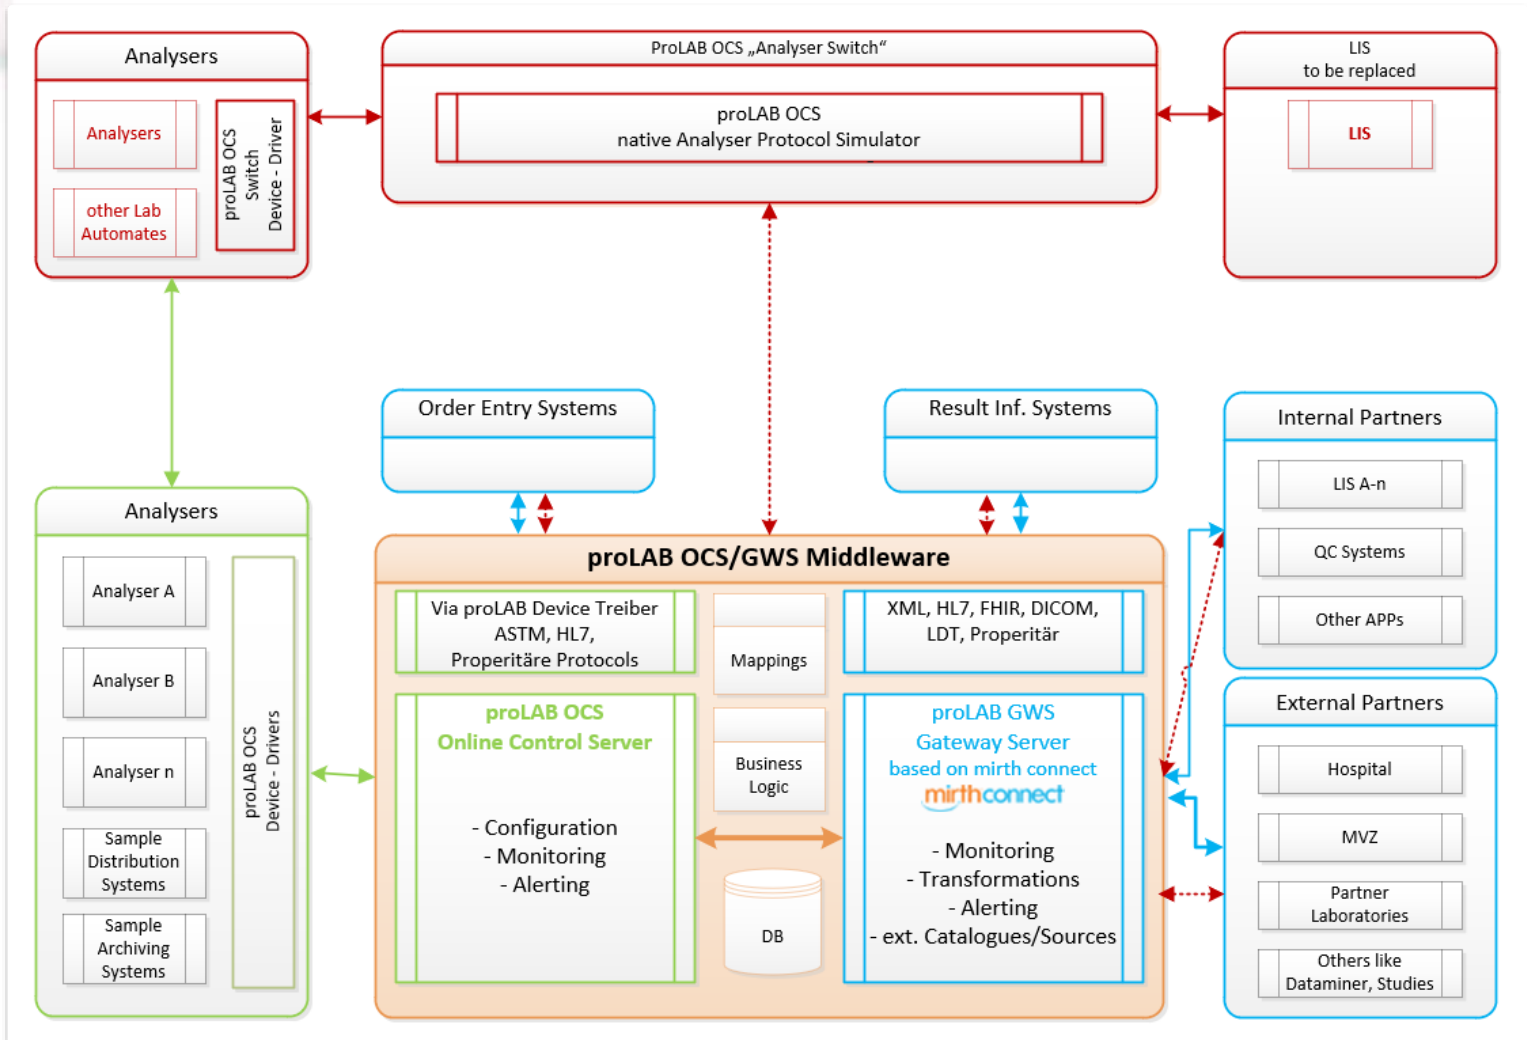 Analysers
Analysers
other Lab
Automates
proLAB OCS
Switch
Device - Driver
ProLAB OCS „Analyser Switch“
proLAB OCS
native Analyser Protocol Simulator
LIS
to be replaced
LIS
Order Entry Systems
Result Inf. Systems
Analysers
Analyser A
Analyser B
Analyser n
Sample
Distribution
Systems
Sample
Archiving
Systems
proLAB OCS
Device - Drivers
proLAB OCS/GWS Middleware
Via proLAB Device Treiber
ASTM, HL7,
Properitäre Protocols
proLAB OCS
Online Control Server
- Configuration
- Monitoring
- Alerting
Mappings
Business
Logic
DB
XML, HL7, FHIR, DICOM,
LDT, Properitär
proLAB GWS
Gateway Server
based on mirth connect
mirthconnect
- Monitoring
- Transformations
- Alerting
- ext. Catalogues/Sources
Internal Partners
LIS A-n
QC Systems
Other APPs
External Partners
Hospital
MVZ
Partner
Laboratories
Others like
Dataminer, Studies